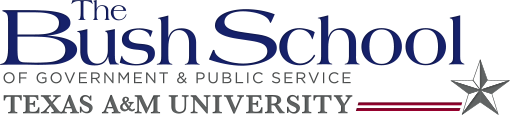 The
Bush School
OF GOVERNMENT & PUBLIC SERVICE
TEXAS A&M UNIVERSITY